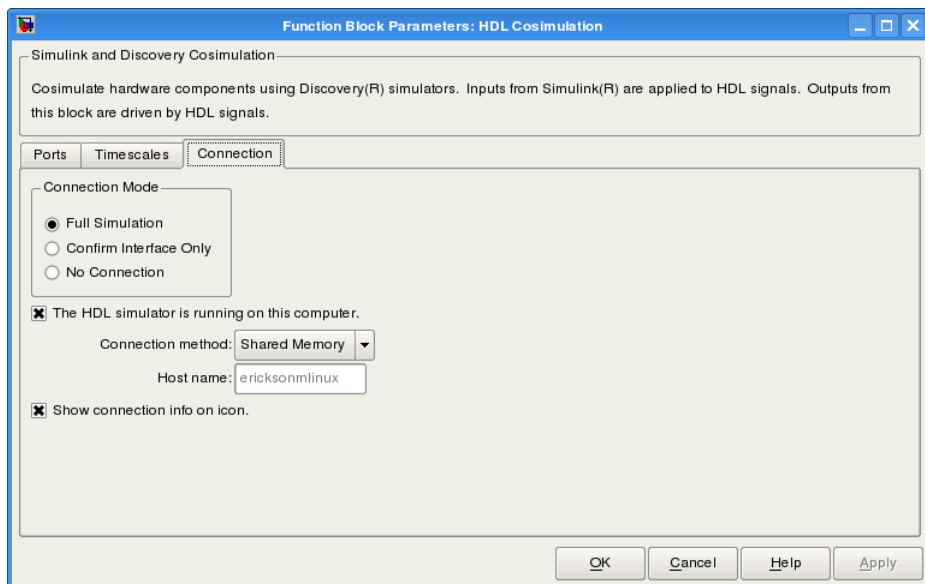 Function Block Parameters: HDL Cosimulation
Simulink and Discovery Cosimulation
Cosimulate hardware components using Discovery(R) simulators. Inputs from Simulink(R) are applied to HDL signals. Outputs from
this block are driven by HDL signals.
Ports Timescales Connection
Connection Mode
Full Simulation
Confirm Interface Only
No Connection
The HDL simulator is running on this computer.
Connection method: Shared Memory
Host name: ericksonmlinux
Show connection info on icon.
OK Cancel Help Apply